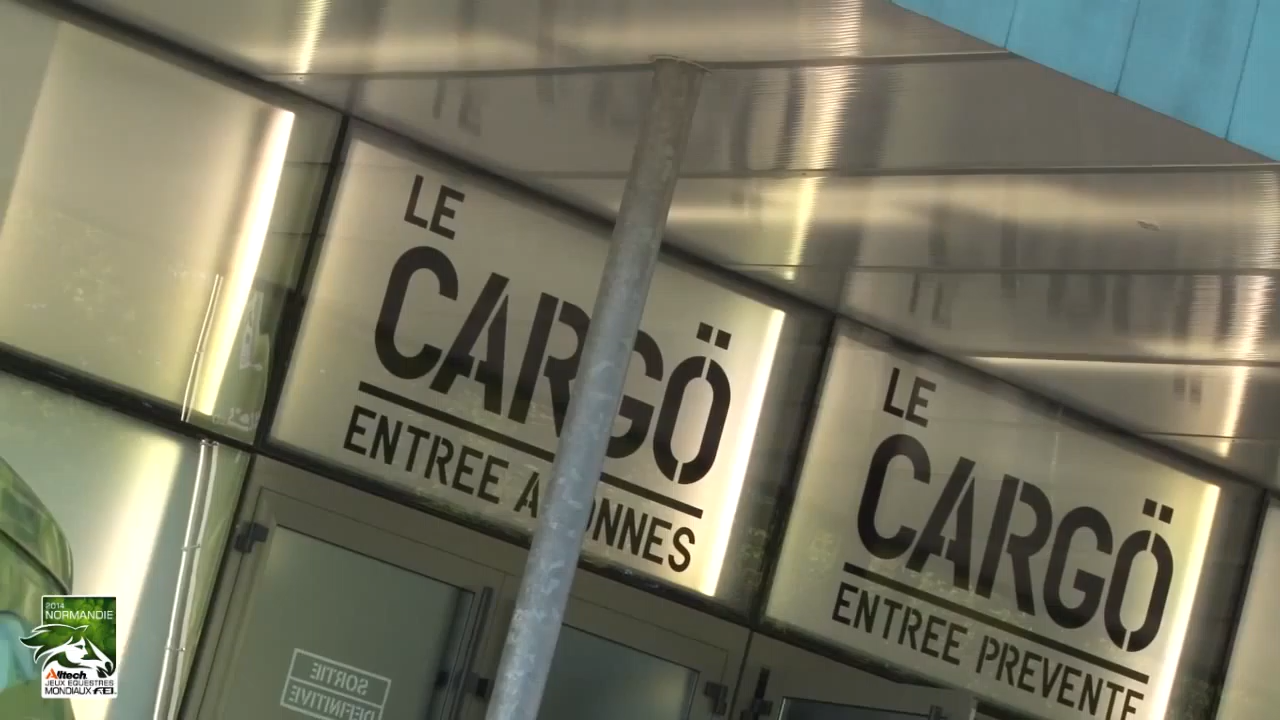 LE
CARGÖ
ENTREE A ONNES
LE
CARGÖ
ENTREE PREVENTE
SORTIE
DEFINITIVE
2014
NORMANDIE
Alltech
JEUX EQUESTRES
MONDIAUX FEI